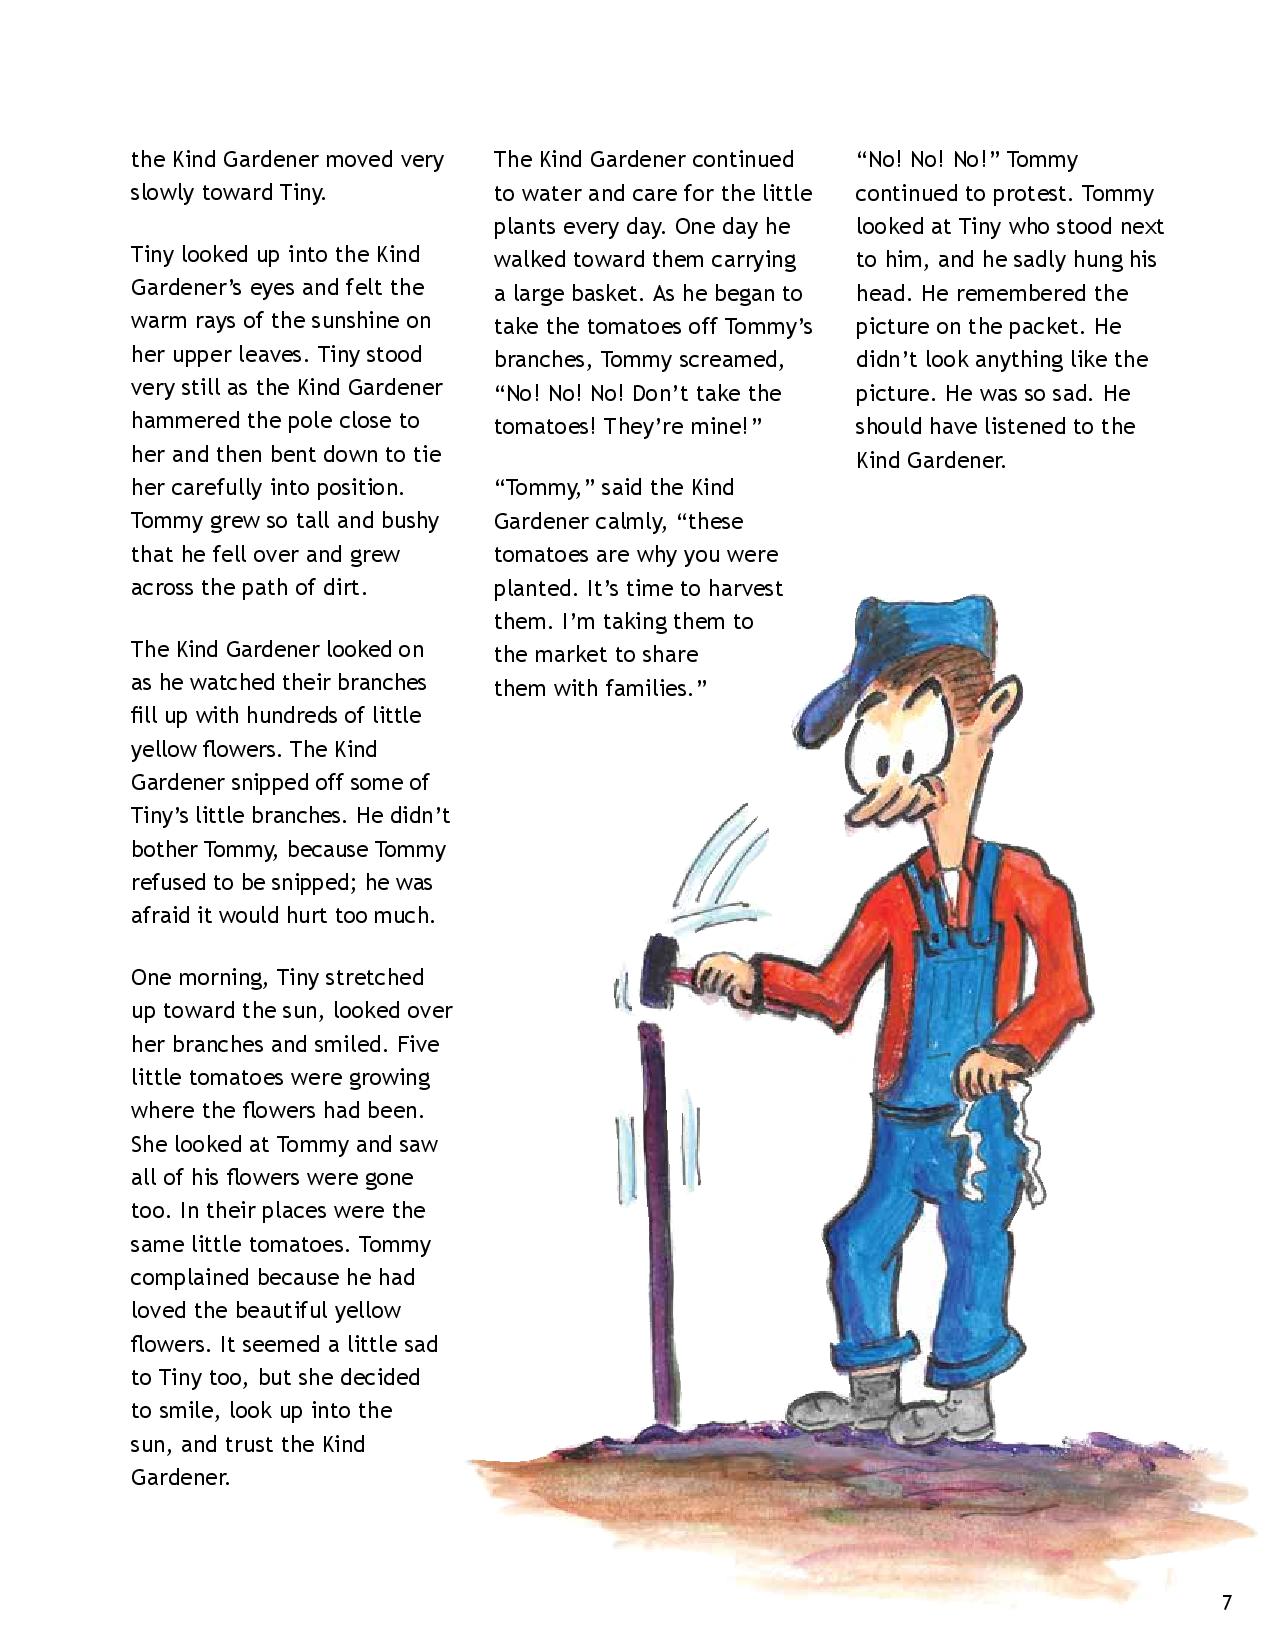 the Kind Gardener moved very
slowly toward Tiny.
Tiny looked up into the Kind
Gardener’s eyes and felt the
warm rays of the sunshine on
her upper leaves. Tiny stood
very still as the Kind Gardener
hammered the pole close to
her and then bent down to tie
her carefully into position.
Tommy grew so tall and bushy
that he fell over and grew
across the path of dirt.
The Kind Gardener looked on
as he watched their branches
fill up with hundreds of little
yellow flowers. The Kind
Gardener snipped off some of
Tiny’s little branches. He didn’t
bother Tommy, because Tommy
refused to be snipped; he was
afraid it would hurt too much.
One morning, Tiny stretched
up toward the sun, looked over
her branches and smiled. Five
little tomatoes were growing
where the flowers had been.
She looked at Tommy and saw
all of his flowers were gone
too. In their places were the
same little tomatoes. Tommy
complained because he had
loved the beautiful yellow
flowers. It seemed a little sad
to Tiny too, but she decided
to smile, look up into the
sun, and trust the Kind
Gardener.
The Kind Gardener continued
to water and care for the little
plants every day. One day he
walked toward them carrying
a large basket. As he began to
take the tomatoes off Tommy’s
branches, Tommy screamed,
“No! No! No! Don’t take the
tomatoes! They’re mine!”
“Tommy,” said the Kind
Gardener calmly, “these
tomatoes are why you were
planted. It’s time to harvest
them. I’m taking them to
the market to share
them with families.”
“No! No! No!” Tommy
continued to protest. Tommy
looked at Tiny who stood next
to him, and he sadly hung his
head. He remembered the
picture on the packet. He
didn’t look anything like the
picture. He was so sad. He
should have listened to the
Kind Gardener.
7